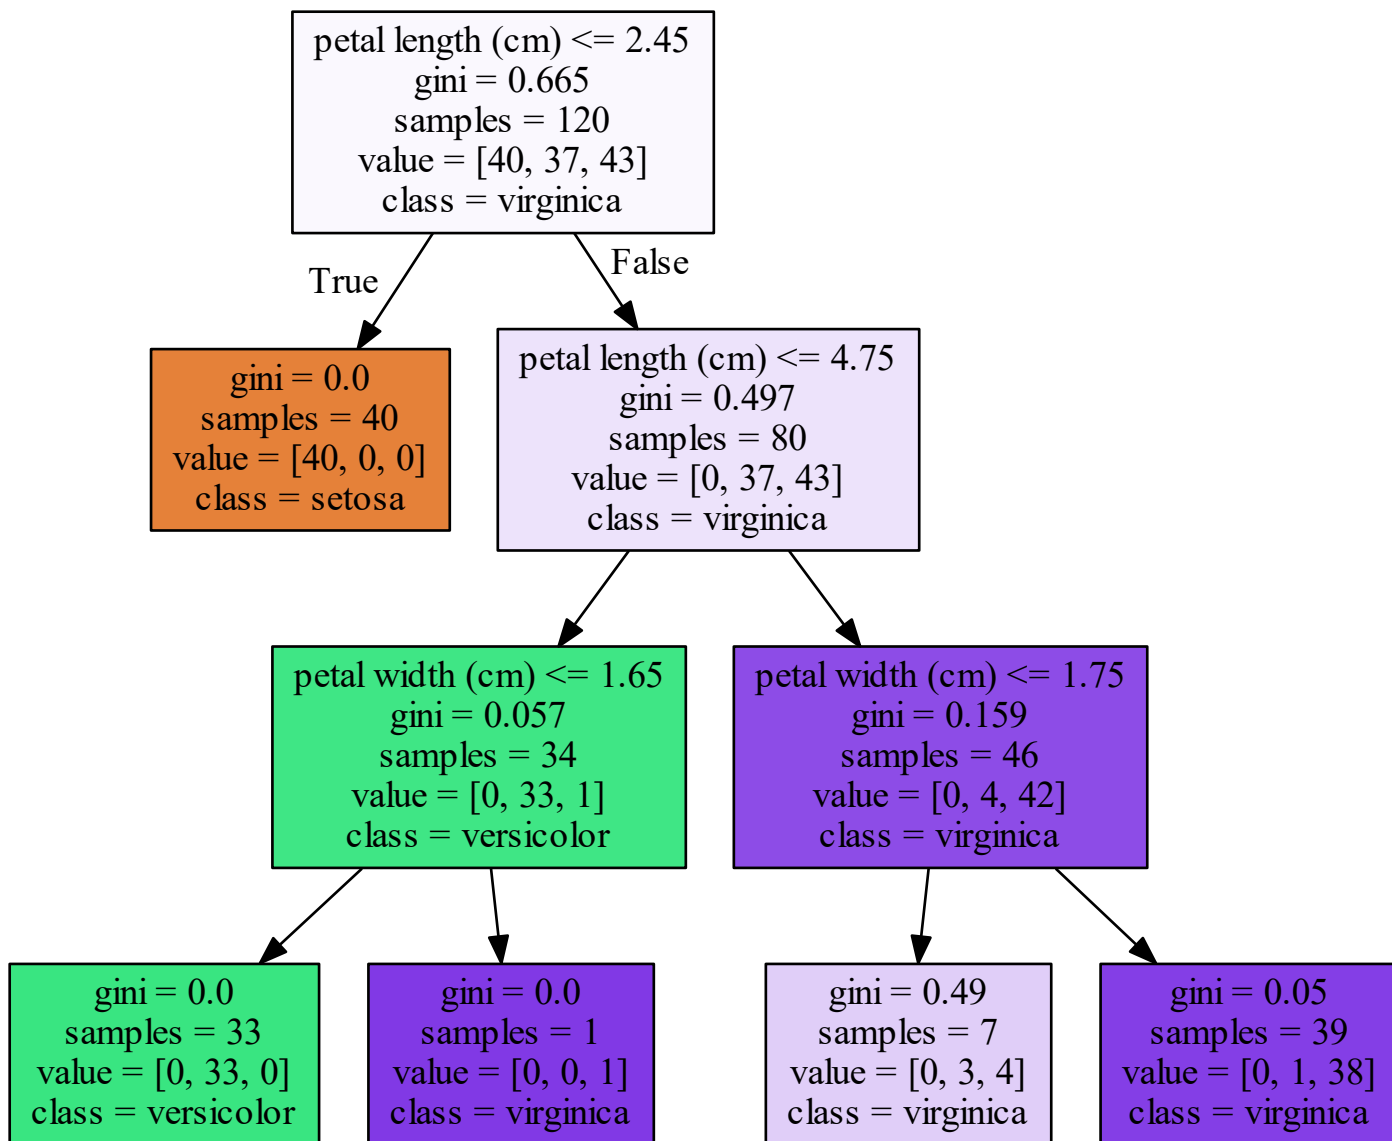 petal length (cm) <= 2.45
gini = 0.665
samples = 120
value = [40, 37, 43]
class = virginica
True
False
gini = 0.0
samples = 40
value = [40, 0, 0]
class = setosa
petal length (cm) <= 4.75
gini = 0.497
samples = 80
value = [0, 37, 43]
class = virginica
petal width (cm) <= 1.65
gini = 0.057
samples = 34
value = [0, 33, 1]
class = versicolor
petal width (cm) <= 1.75
gini = 0.159
samples = 46
value = [0, 4, 42]
class = virginica
gini = 0.0
samples = 33
value = [0, 33, 0]
class = versicolor
gini = 0.0
samples = 1
value = [0, 0, 1]
class = virginica
gini = 0.49
samples = 7
value = [0, 3, 4]
class = virginica
gini = 0.05
samples = 39
value = [0, 1, 38]
class = virginica